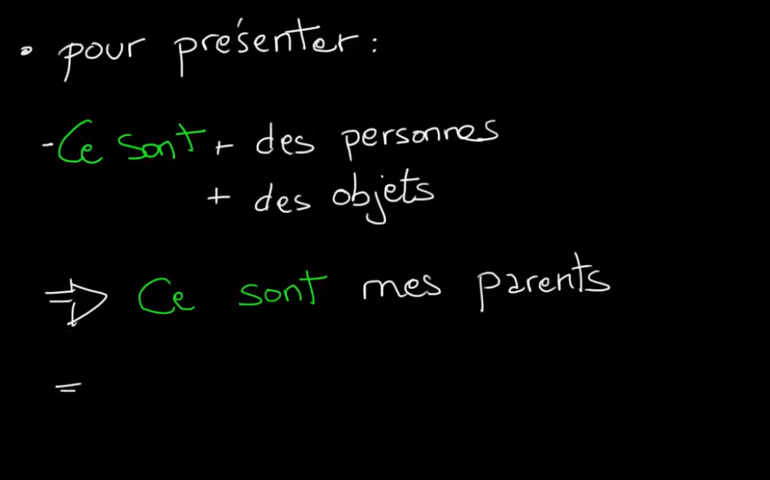 • pour présenter :
- Ce sont + des personnes
+ des objets
⇒ Ce sont mes parents
=